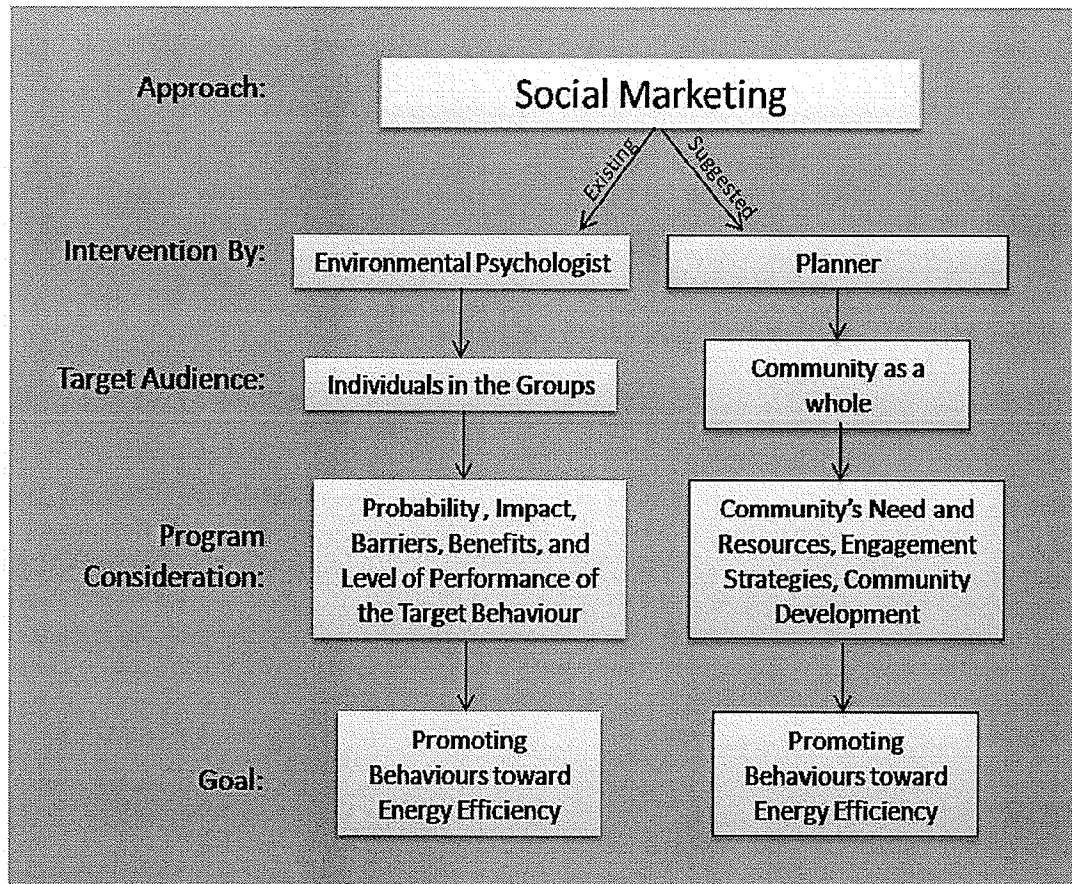 Approach:
Social Marketing
Existing
Suggested
Intervention By:
Environmental Psychologist
Planner
Target Audience:
Individuals in the Groups
Community as a
whole
Program
Consideration:
Probability, Impact,
Barriers, Benefits, and
Level of Performance of
the Target Behaviour
Community's Need and
Resources, Engagement
Strategies, Community
Development
Goal:
Promoting
Behaviours toward
Energy Efficiency
Promoting
Behaviours toward
Energy Efficiency